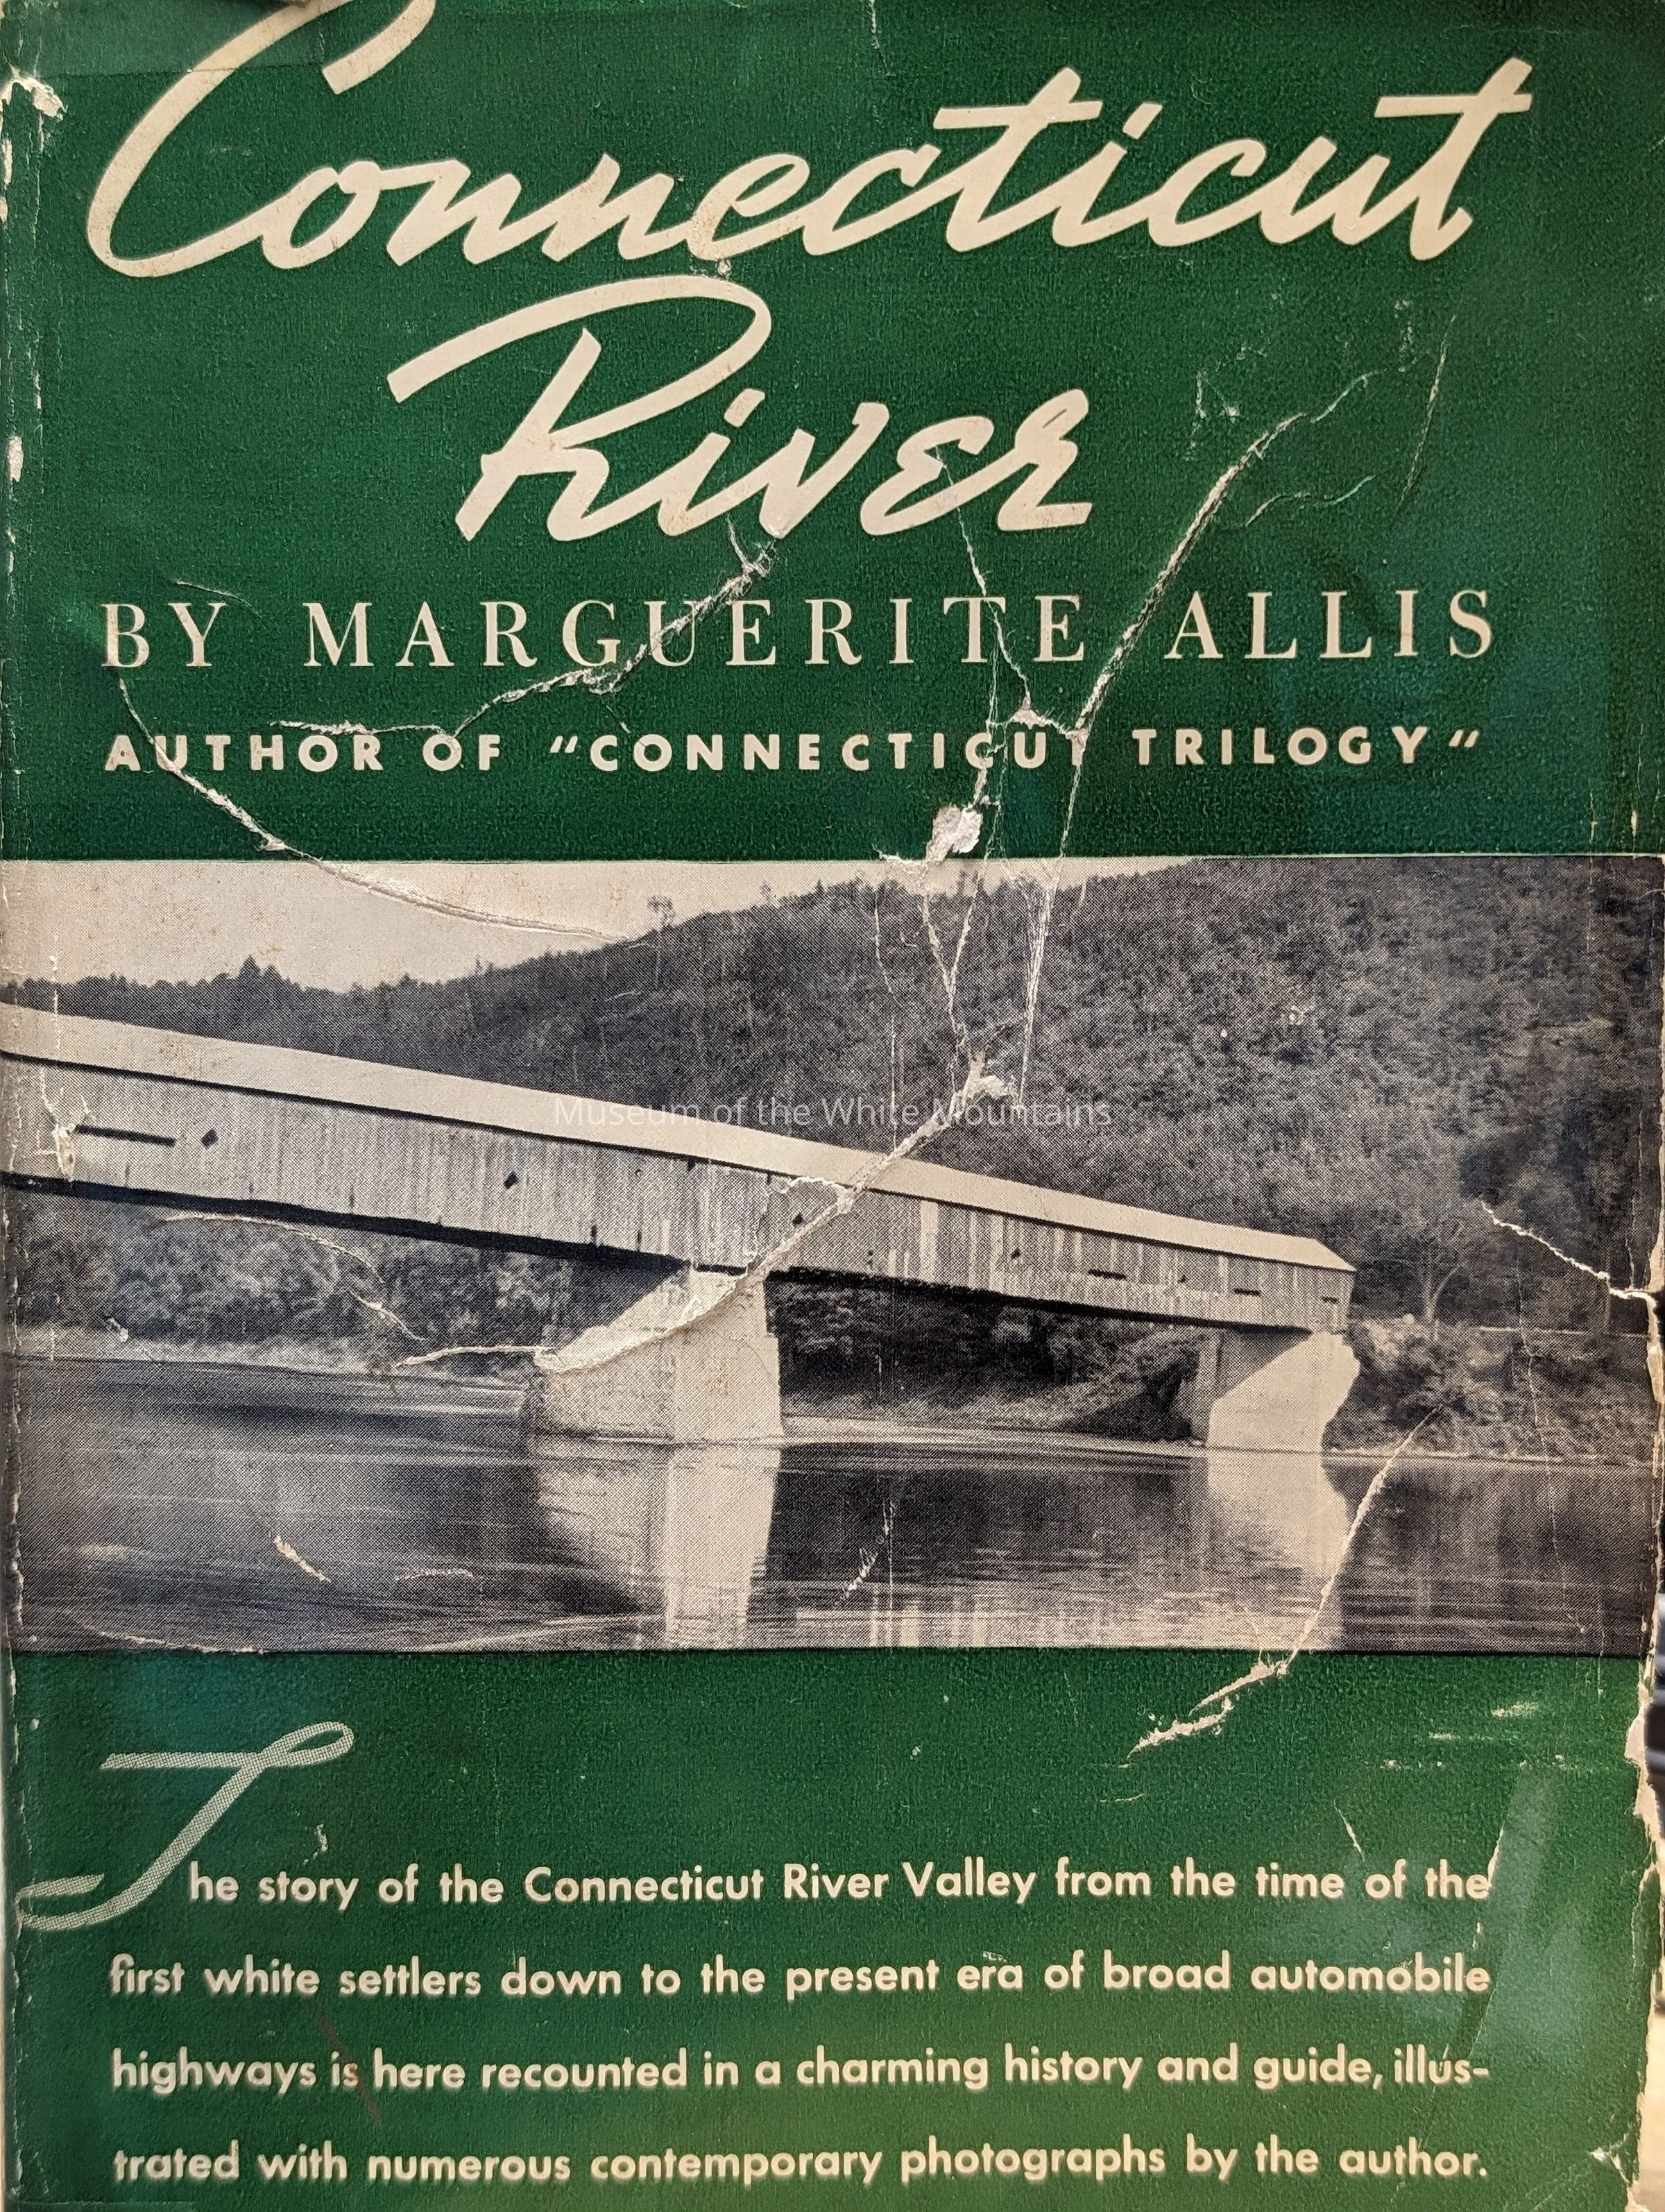 Connecticut
River
BY MARGUERITE ALLIS
AUTHOR OF "CONNECTICUT TRILOGY"
Museum of the White Mountains
The story of the Connecticut River Valley from the time of the
first white settlers down to the present era of broad automobile
highways is here recounted in a charming history and guide, illus-
trated with numerous contemporary photographs by the author.